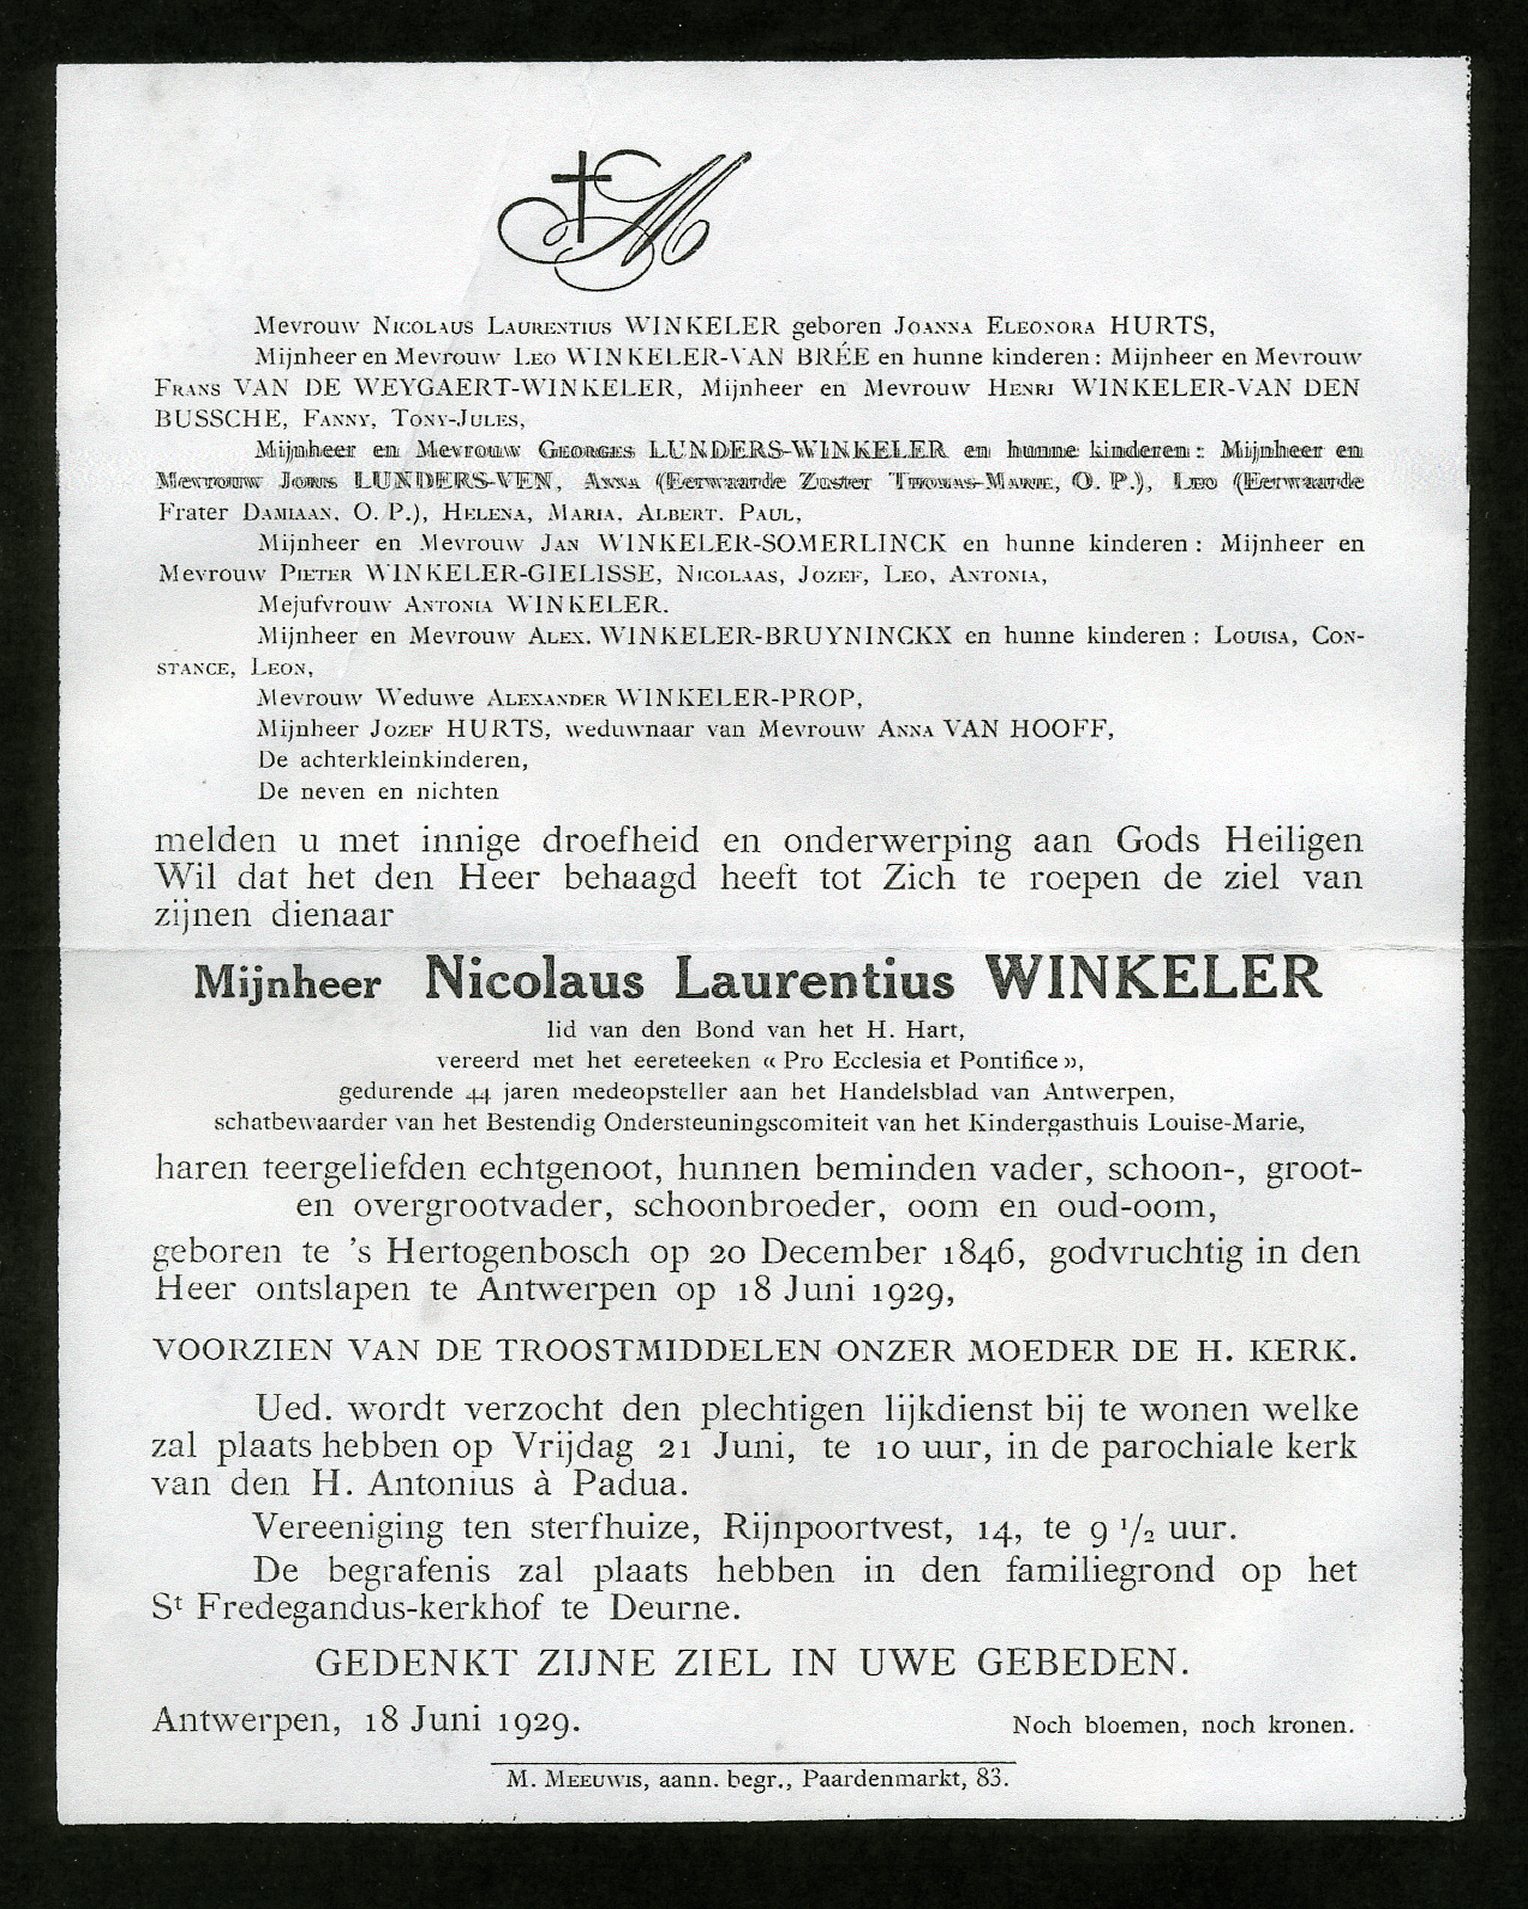 M
Mevrouw Nicolaus Laurentius WINKELER geboren Joanna Eleonora HURTS,
Mijnheer en Mevrouw Leo WINKELER-VAN BRÉE en hunne kinderen : Mijnheer en Mevrouw
Frans VAN DE WEYGAERT-WINKELER, Mijnheer en Mevrouw Henri WINKELER-VAN DEN
BUSSCHE, Fanny, Tony-Jules,
Mijnheer en Mevrouw Georges LUNDERS-WINKELER en hunne kinderen : Mijnheer en
Mevrouw Joris LUNDERS-VEN, Anna (Eerwaarde Zuster Thomas-Marie, O. P.), Leo (Eerwaarde
Frater Damiaan, O. P.), Helena, Maria, Albert, Paul,
Mijnheer en Mevrouw Jan WINKELER-SOMERLINCK en hunne kinderen : Mijnheer en
Mevrouw Pieter WINKELER-GIELISSE, Nicolaas, Jozef, Leo, Antonia,
Mejufvrouw Antonia WINKELER.
Mijnheer en Mevrouw Alex. WINKELER-BRUYNINCKX en hunne kinderen : Louisa, Con-
stance, Leon,
Mevrouw Weduwe Alexander WINKELER-PROP,
Mijnheer Jozef HURTS, weduwnaar van Mevrouw Anna VAN HOOFF,
De achterkleinkinderen,
De neven en nichten
melden u met innige droefheid en onderwerping aan Gods Heiligen
Wil dat het den Heer behaagd heeft tot Zich te roepen de ziel van
zijnen dienaar
Mijnheer Nicolaus Laurentius WINKELER
lid van den Bond van het H. Hart,
vereerd met het eereteeken « Pro Ecclesia et Pontifice »,
gedurende 44 jaren medeopsteller aan het Handelsblad van Antwerpen,
schatbewaarder van het Bestendig Ondersteuningscomiteit van het Kindergasthuis Louise-Marie,
haren teergeliefden echtgenoot, hunnen beminden vader, schoon-, groot-
en overgrootvader, schoonbroeder, oom en oud-oom,
geboren te 's Hertogenbosch op 20 December 1846, godvruchtig in den
Heer ontslapen te Antwerpen op 18 Juni 1929,
VOORZIEN VAN DE TROOSTMIDDELEN ONZER MOEDER DE H. KERK.
Ued. wordt verzocht den plechtigen lijkdienst bij te wonen welke
zal plaats hebben op Vrijdag 21 Juni, te 10 uur, in de parochiale kerk
van den H. Antonius à Padua.
Vereeniging ten sterfhuize, Rijnpoortvest, 14, te 9 1/2 uur.
De begrafenis zal plaats hebben in den familiegrond op het
St Fredegandus-kerkhof te Deurne.
GEDENKT ZIJNE ZIEL IN UWE GEBEDEN.
Antwerpen, 18 Juni 1929.
Noch bloemen, noch kronen.
M. Meeuwis, aann. begr., Paardenmarkt, 83.